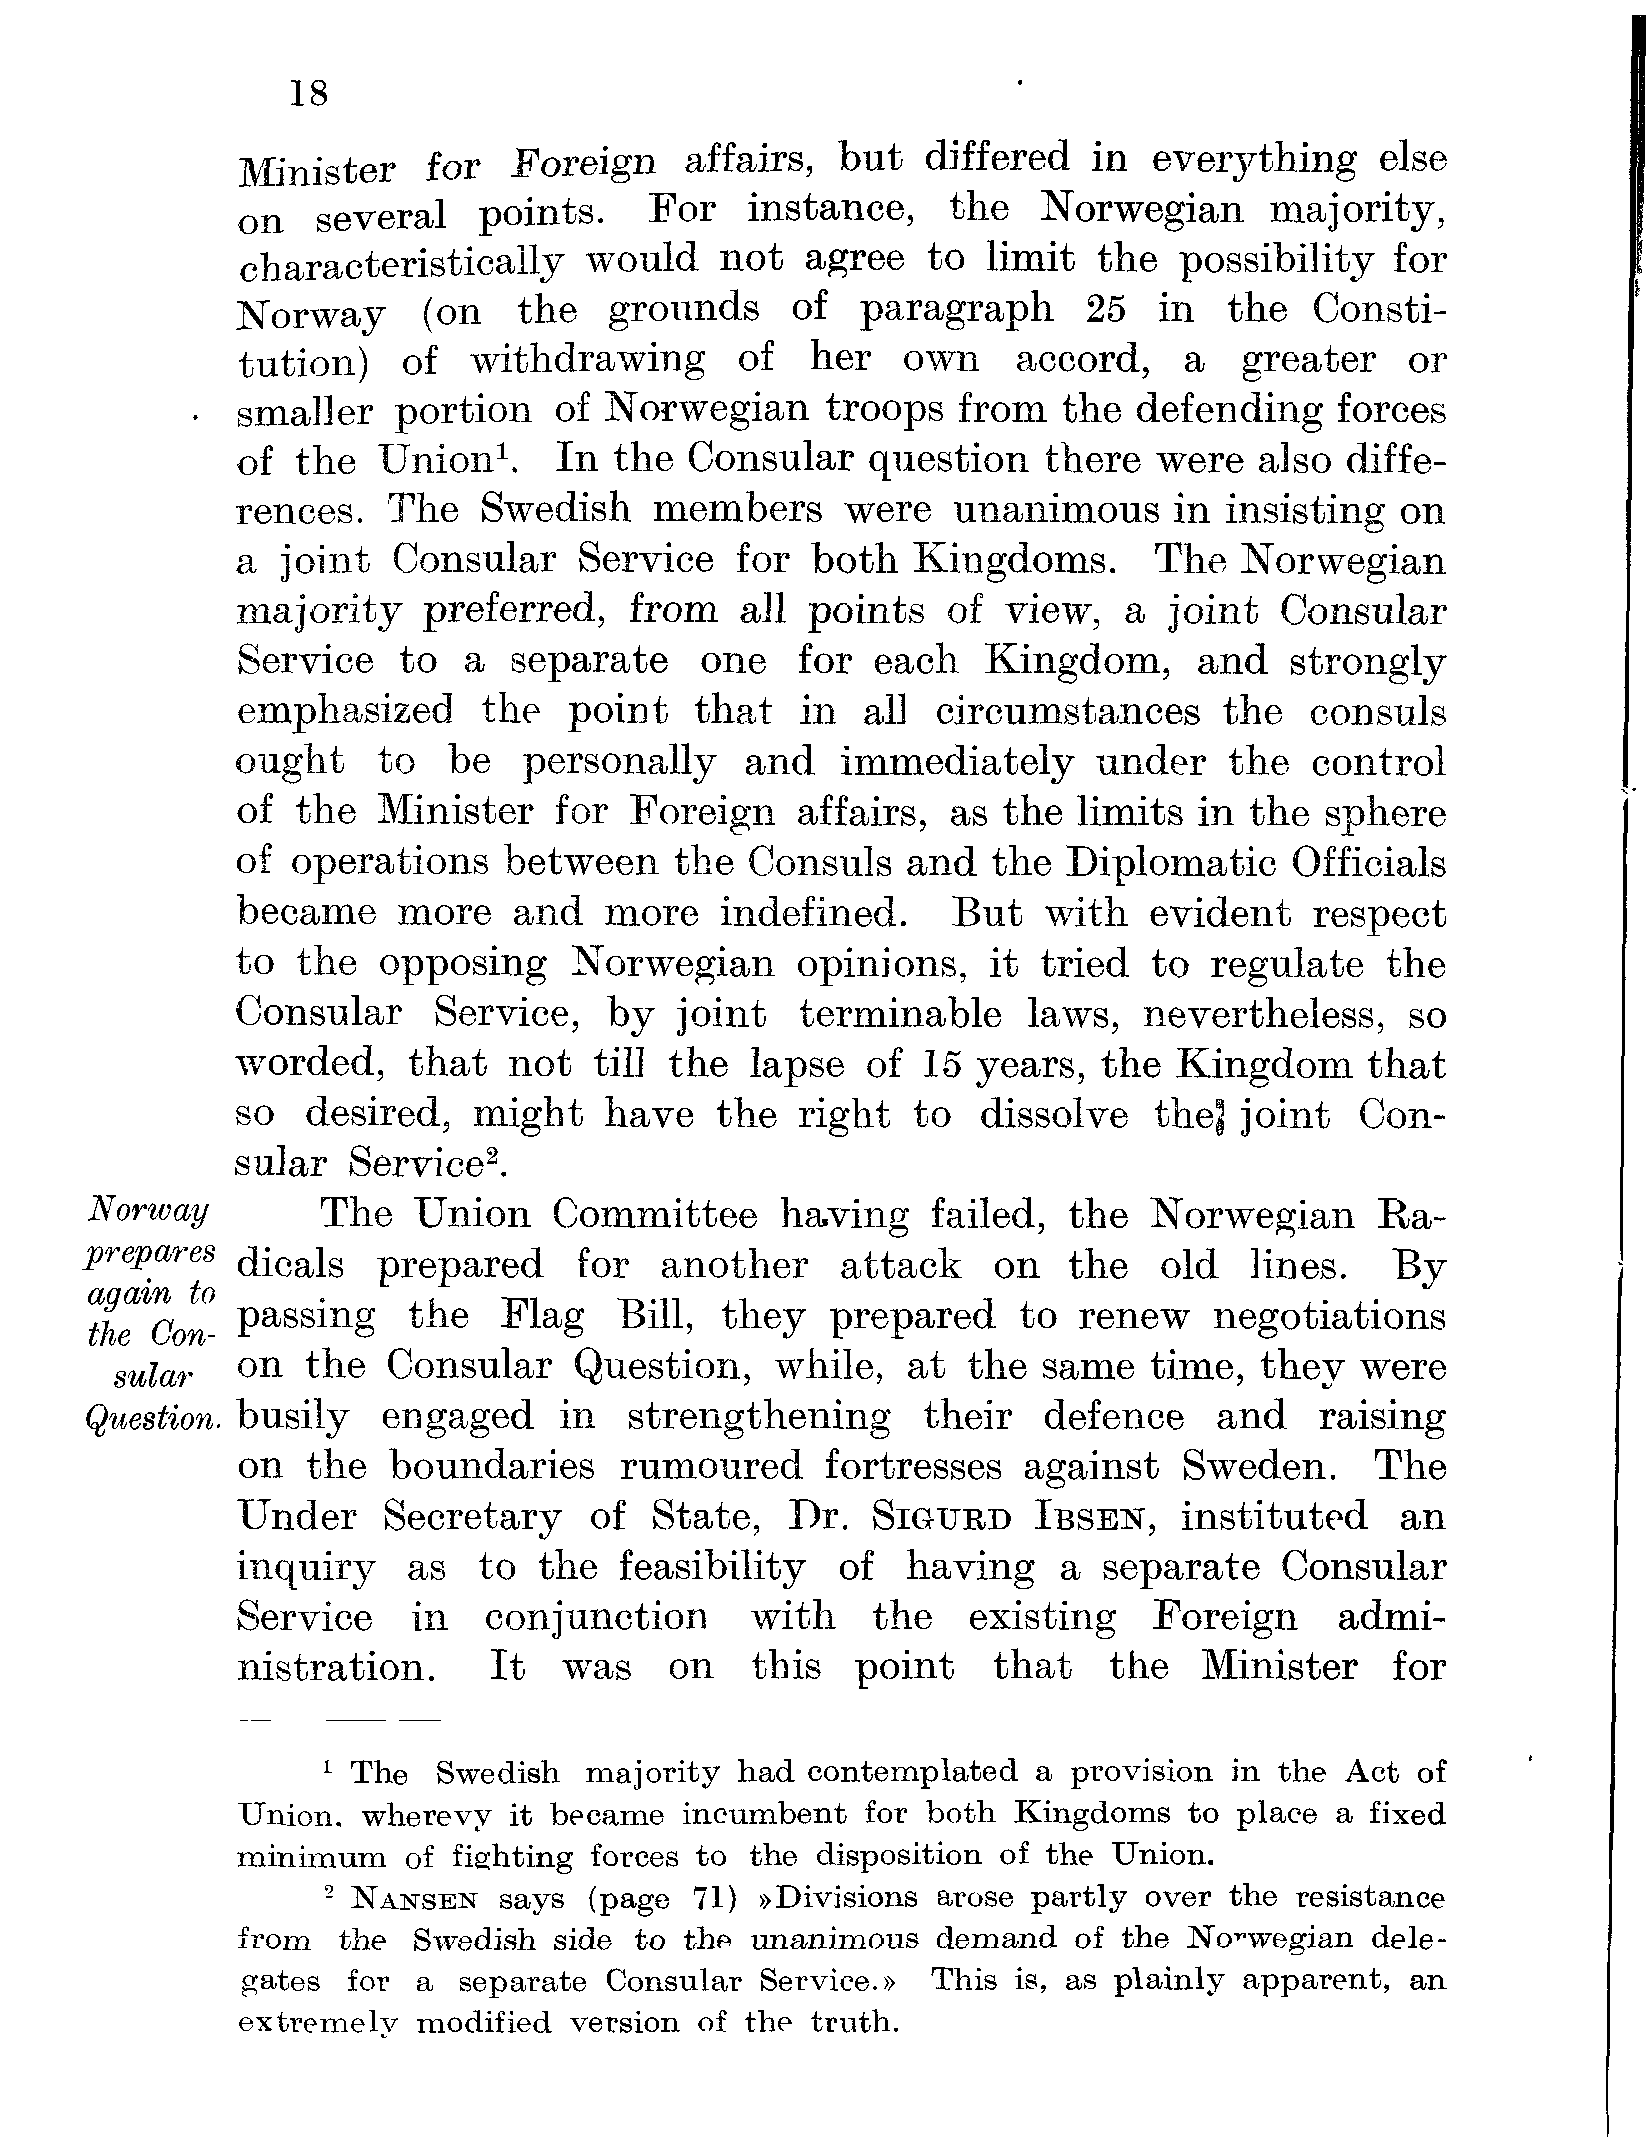 18
Minister for Foreign affairs, but differed in everything else
on several points. For instance, the Norwegian majority,
characteristically would not agree to limit the possibility for
Norway (on the grounds of paragraph 25 in the Consti-
tution) of withdrawing of her own accord, a greater or
smaller portion of Norwegian troops from the defending forces
of the Union¹. In the Consular question there were also diffe-
rences. The Swedish members were unanimous in insisting on
a joint Consular Service for both Kingdoms. The Norwegian
majority preferred, from all points of view, a joint Consular
Service to a separate one for each Kingdom, and strongly
emphasized the point that in all circumstances the consuls
ought to be personally and immediately under the control
of the Minister for Foreign affairs, as the limits in the sphere
of operations between the Consuls and the Diplomatic Officials
became more and more indefined. But with evident respect
to the opposing Norwegian opinions, it tried to regulate the
Consular Service, by joint terminable laws, nevertheless, so
worded, that not till the lapse of 15 years, the Kingdom that
so desired, might have the right to dissolve the joint Con-
sular Service².
Norway
prepares
again to
the Con-
sular
Question.
The Union Committee having failed, the Norwegian Ra-
dicals prepared for another attack on the old lines. By
passing the Flag Bill, they prepared to renew negotiations
on the Consular Question, while, at the same time, they were
busily engaged in strengthening their defence and raising
on the boundaries rumoured fortresses against Sweden. The
Under Secretary of State, Dr. SIGURD IBSEN, instituted an
inquiry as to the feasibility of having a separate Consular
Service in conjunction with the existing Foreign admi-
nistration. It was on this point that the Minister for
¹ The Swedish majority had contemplated a provision in the Act of
Union. wherevy it became incumbent for both Kingdoms to place a fixed
minimum of fighting forces to the disposition of the Union.
² NANSEN says (page 71) »Divisions arose partly over the resistance
from the Swedish side to the unanimous demand of the Norwegian dele-
gates for a separate Consular Service.» This is, as plainly apparent, an
extremely modified version of the truth.